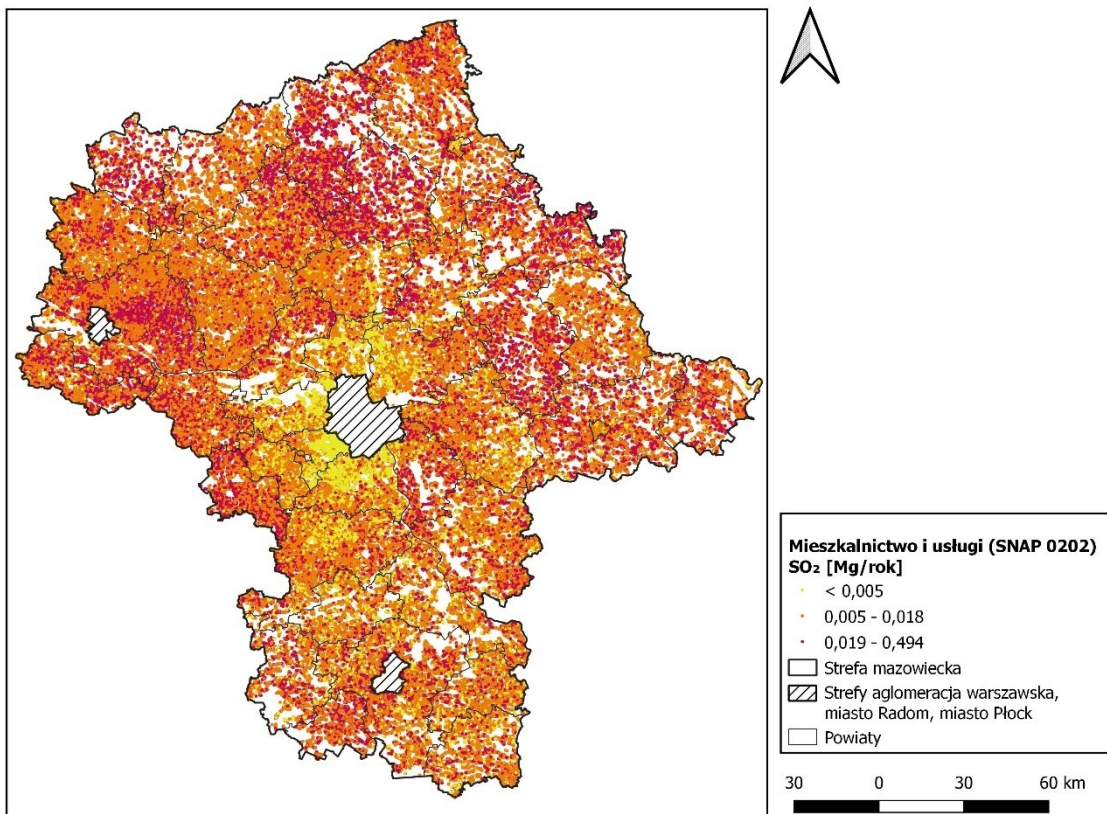 Mieszkalnictwo i usługi (SNAP 0202)
SO₂ [Mg/rok]
< 0,005
0,005 - 0,018
0,019 - 0,494
Strefa mazowiecka
Strefy aglomeracja warszawska,
miasto Radom, miasto Płock
Powiaty
30 0 30 60 km